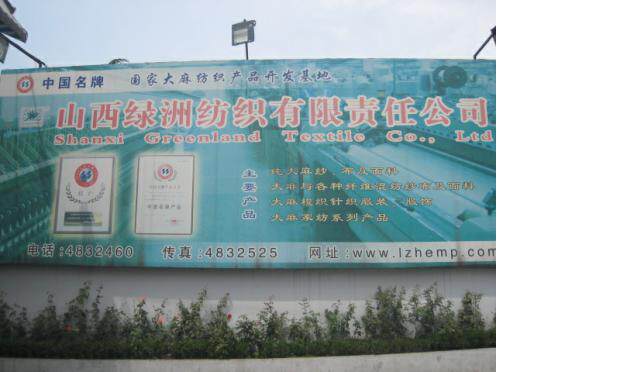 中国名牌 国家大麻纺织产品开发基地
山西绿洲纺织有限责任公司
Shanxi Greenland Textile Co., Ltd
主要产品
纯大麻纱、布及面料
大麻与各种纤维混纺纱布及面料
大麻梭织针织服装、服饰
大麻家纺系列产品
电话:4832460 传真:4832525 网址:www.lzhemp.com